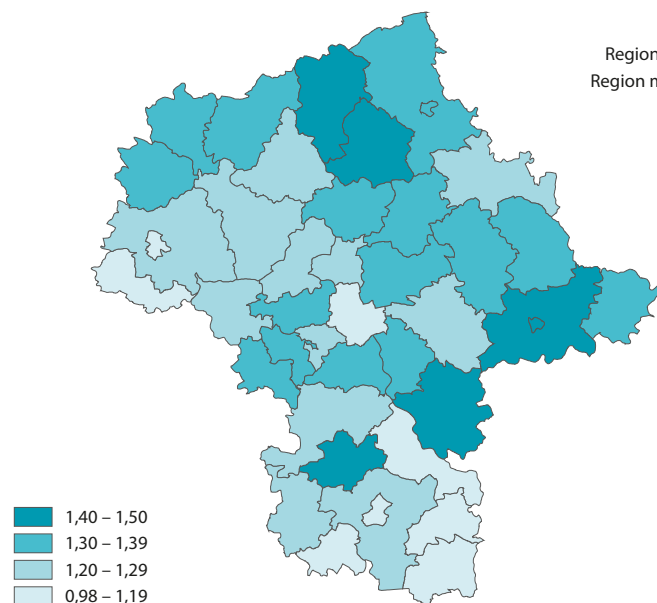 Region
Region m
1,40 – 1,50
1,30 – 1,39
1,20 – 1,29
0,98 – 1,19